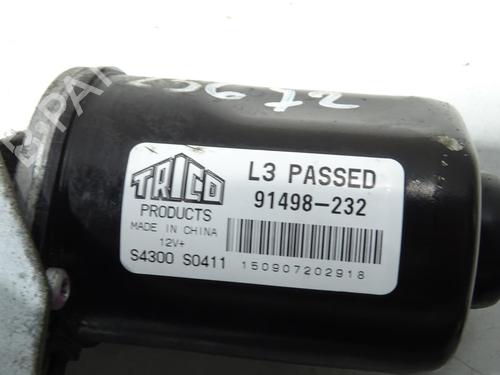 TRICO
L3 PASSED
91498-232
PRODUCTS
MADE IN CHINA
12V+
S4300 S0411
150907202918